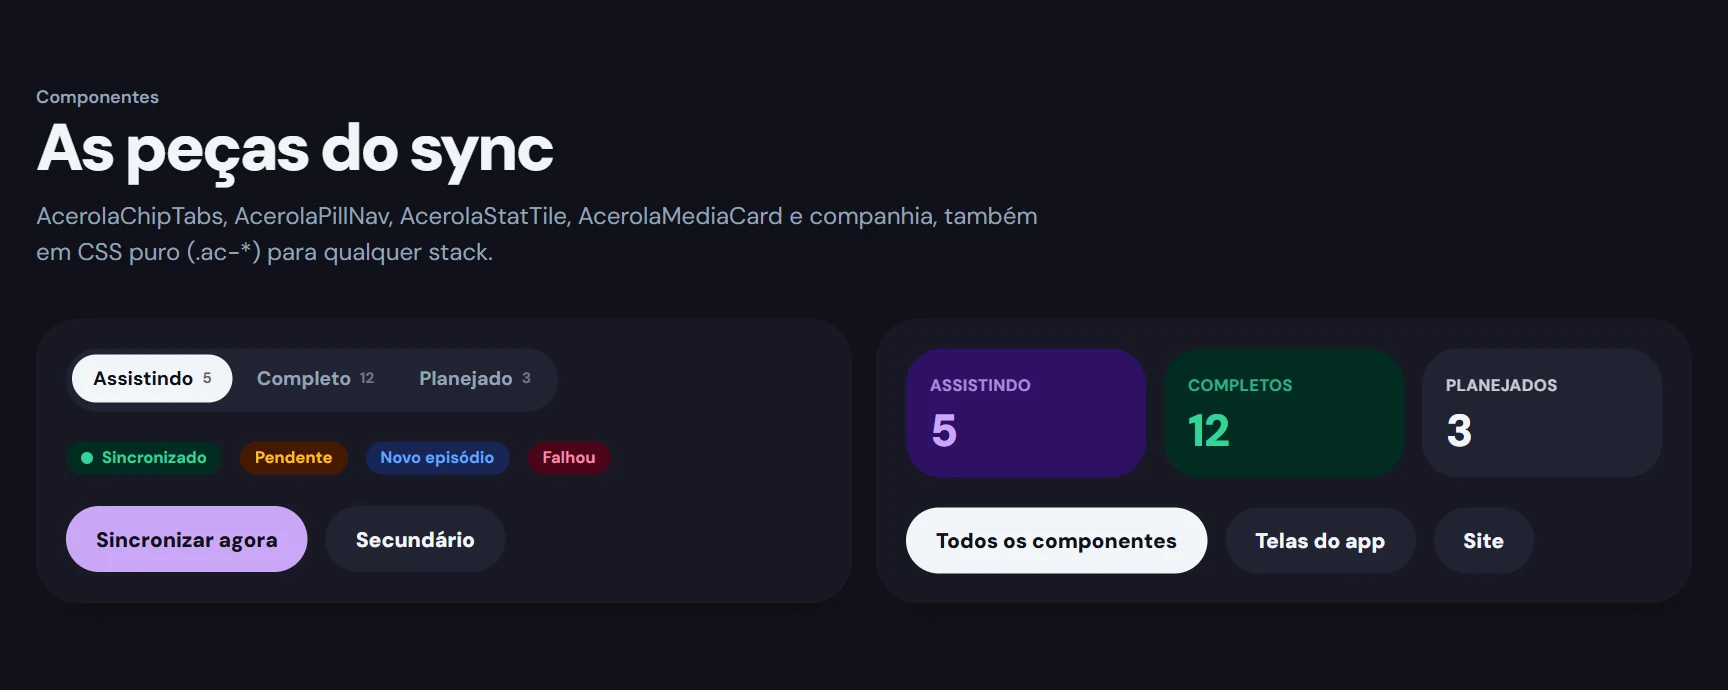 Componentes
As peças do sync
AcerolaChipTabs, AcerolaPillNav, AcerolaStatTile, AcerolaMediaCard e companhia, também
em CSS puro (.ac-*) para qualquer stack.
Assistindo 5 Completo 12 Planejado 3
Sincronizado Pendente Novo episódio Falhou
Sincronizar agora Secundário
ASSISTINDO COMPLETOS PLANEJADOS
5 12 3
Todos os componentes Telas do app Site